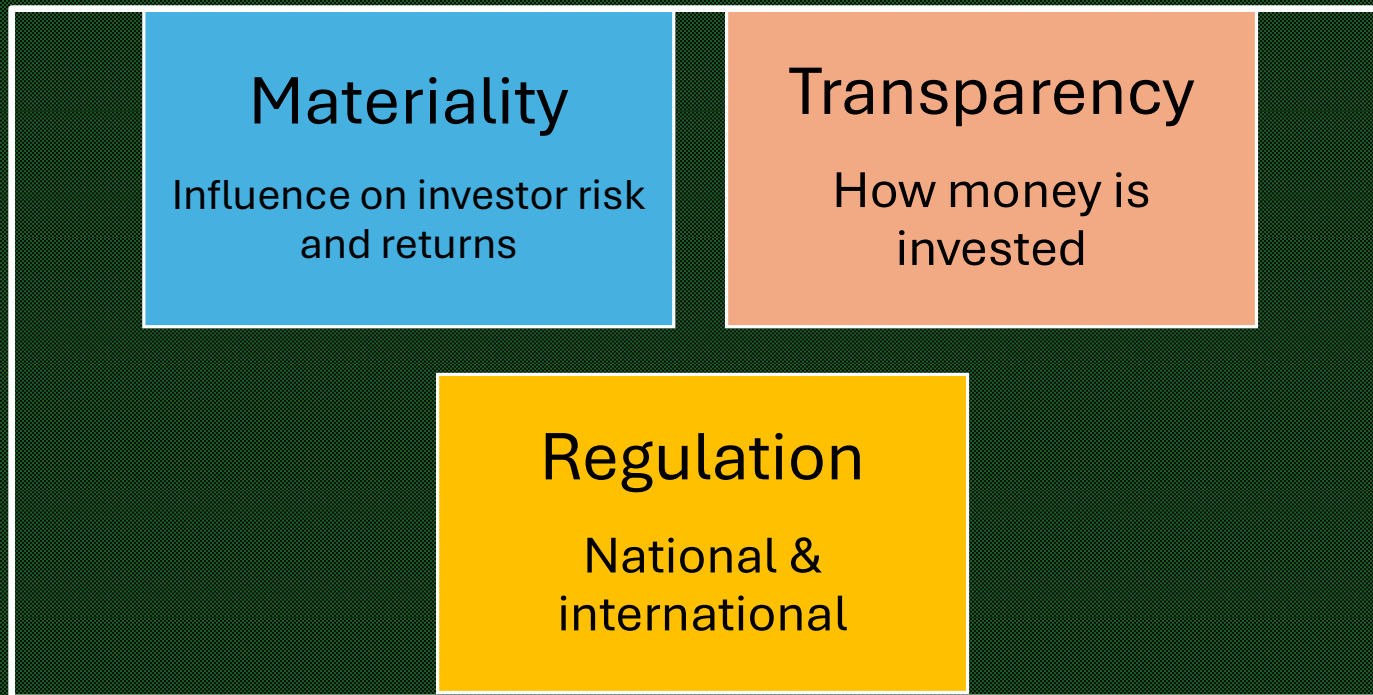 Materiality
Influence on investor risk
and returns
Transparency
How money is
invested
Regulation
National &
international